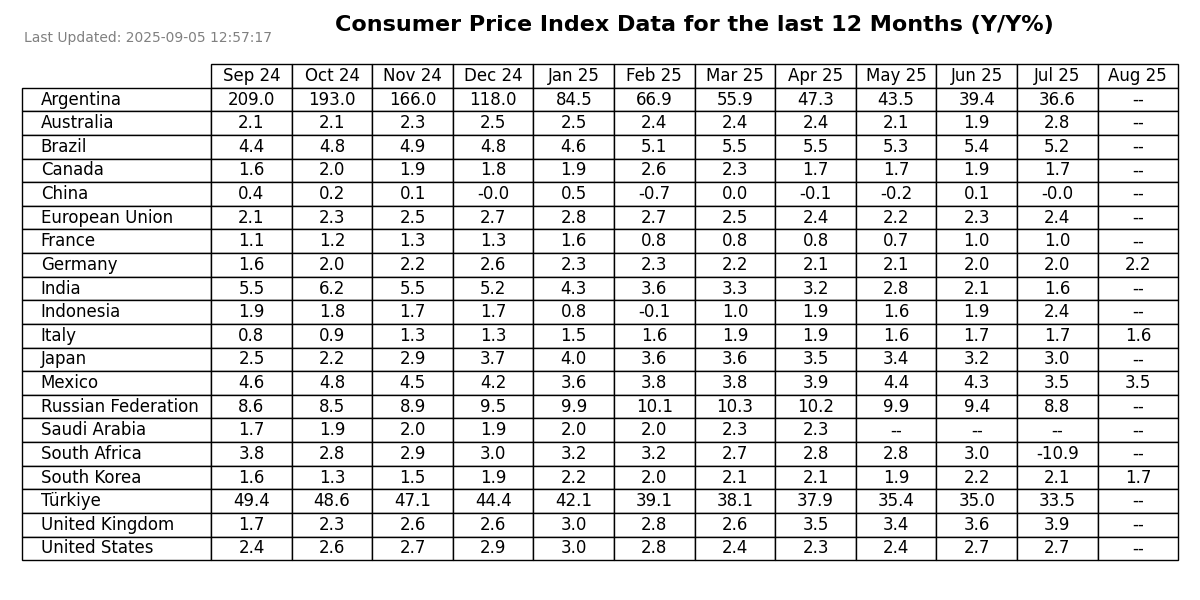 Consumer Price Index Data for the last 12 Months (Y/Y%)
Last Updated: 2025-09-05 12:57:17
Sep 24 Oct 24 Nov 24 Dec 24 Jan 25 Feb 25 Mar 25 Apr 25 May 25 Jun 25 Jul 25 Aug 25
Argentina 209.0 193.0 166.0 118.0 84.5 66.9 55.9 47.3 43.5 39.4 36.6 --
Australia 2.1 2.1 2.3 2.5 2.5 2.4 2.4 2.4 2.1 1.9 2.8 --
Brazil 4.4 4.8 4.9 4.8 4.6 5.1 5.5 5.5 5.3 5.4 5.2 --
Canada 1.6 2.0 1.9 1.8 1.9 2.6 2.3 1.7 1.7 1.9 1.7 --
China 0.4 0.2 0.1 -0.0 0.5 -0.7 0.0 -0.1 -0.2 0.1 -0.0 --
European Union 2.1 2.3 2.5 2.7 2.8 2.7 2.5 2.4 2.2 2.3 2.4 --
France 1.1 1.2 1.3 1.3 1.6 0.8 0.8 0.8 0.7 1.0 1.0 --
Germany 1.6 2.0 2.2 2.6 2.3 2.3 2.2 2.1 2.1 2.0 2.0 2.2
India 5.5 6.2 5.5 5.2 4.3 3.6 3.3 3.2 2.8 2.1 1.6 --
Indonesia 1.9 1.8 1.7 1.7 0.8 -0.1 1.0 1.9 1.6 1.9 2.4 --
Italy 0.8 0.9 1.3 1.3 1.5 1.6 1.9 1.9 1.6 1.7 1.7 1.6
Japan 2.5 2.2 2.9 3.7 4.0 3.6 3.6 3.5 3.4 3.2 3.0 --
Mexico 4.6 4.8 4.5 4.2 3.6 3.8 3.8 3.9 4.4 4.3 3.5 3.5
Russian Federation 8.6 8.5 8.9 9.5 9.9 10.1 10.3 10.2 9.9 9.4 8.8 --
Saudi Arabia 1.7 1.9 2.0 1.9 2.0 2.0 2.3 2.3 -- -- -- --
South Africa 3.8 2.8 2.9 3.0 3.2 3.2 2.7 2.8 2.8 3.0 -10.9 --
South Korea 1.6 1.3 1.5 1.9 2.2 2.0 2.1 2.1 1.9 2.2 2.1 1.7
Türkiye 49.4 48.6 47.1 44.4 42.1 39.1 38.1 37.9 35.4 35.0 33.5 --
United Kingdom 1.7 2.3 2.6 2.6 3.0 2.8 2.6 3.5 3.4 3.6 3.9 --
United States 2.4 2.6 2.7 2.9 3.0 2.8 2.4 2.3 2.4 2.7 2.7 --